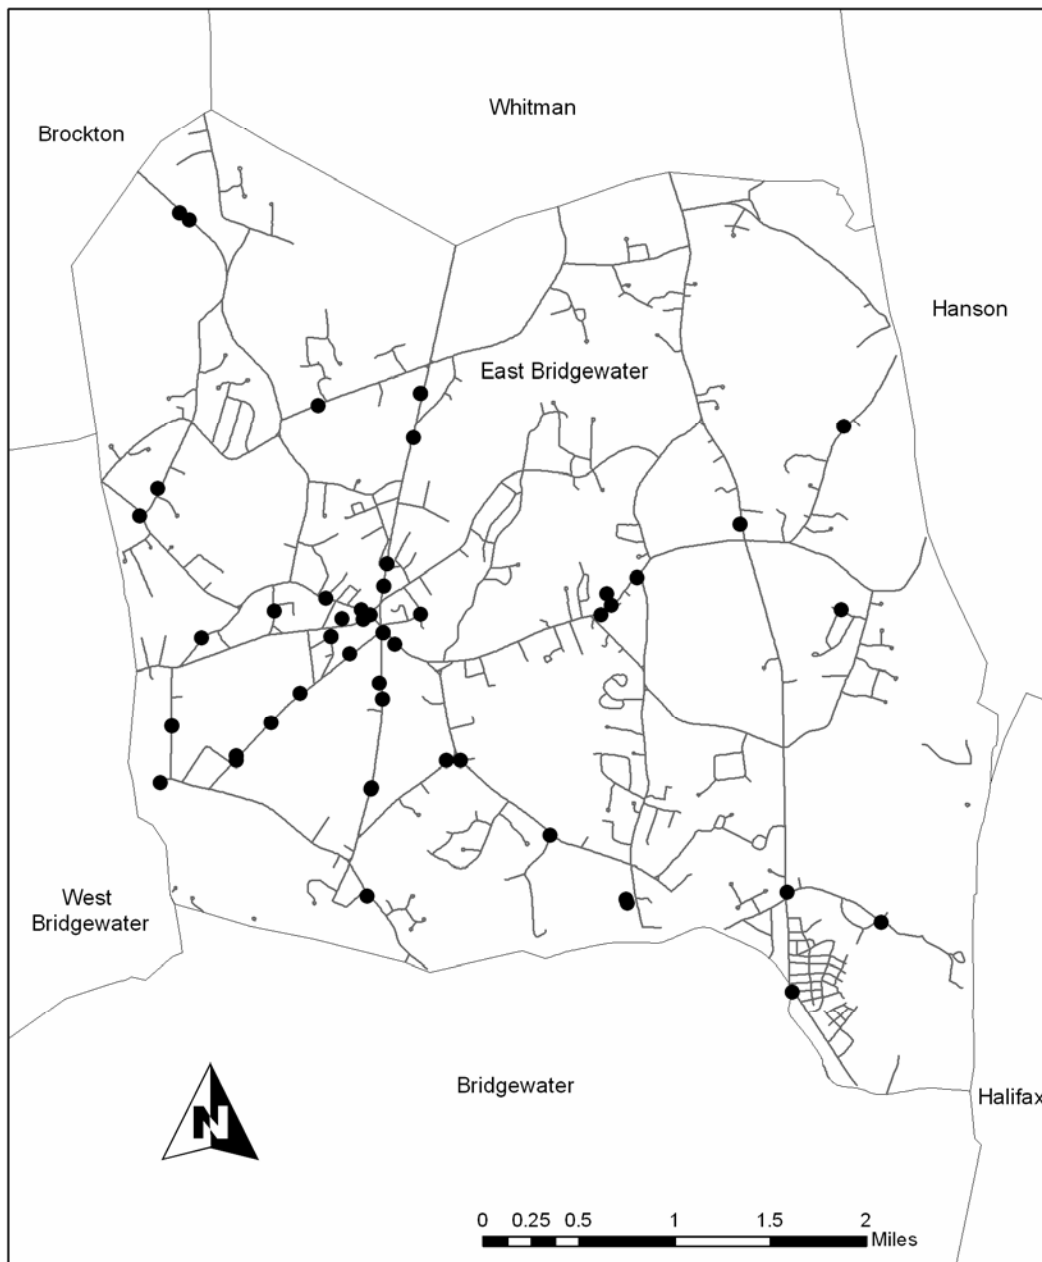 Whitman
Brockton
Hanson
East Bridgewater
West
Bridgewater
Bridgewater
Halifax
N
0 0.25 0.5 1 1.5 2
Miles